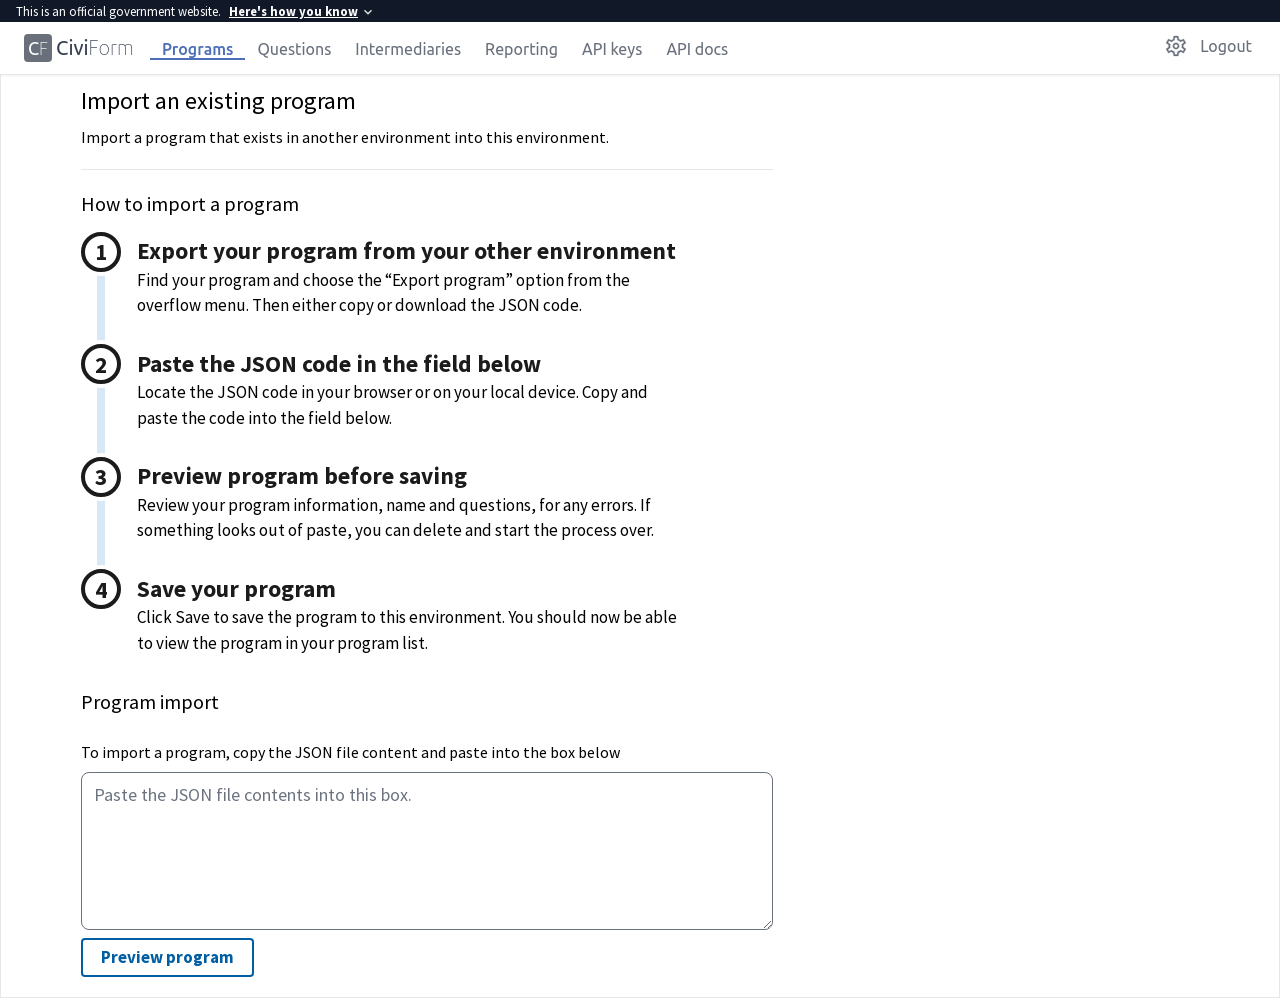 This is an official government website. Here's how you know
CF CiviForm Programs Questions Intermediaries Reporting API keys API docs Logout
Import an existing program
Import a program that exists in another environment into this environment.
How to import a program
1 Export your program from your other environment
Find your program and choose the “Export program” option from the
overflow menu. Then either copy or download the JSON code.
2 Paste the JSON code in the field below
Locate the JSON code in your browser or on your local device. Copy and
paste the code into the field below.
3 Preview program before saving
Review your program information, name and questions, for any errors. If
something looks out of paste, you can delete and start the process over.
4 Save your program
Click Save to save the program to this environment. You should now be able
to view the program in your program list.
Program import
To import a program, copy the JSON file content and paste into the box below
Paste the JSON file contents into this box.
Preview program